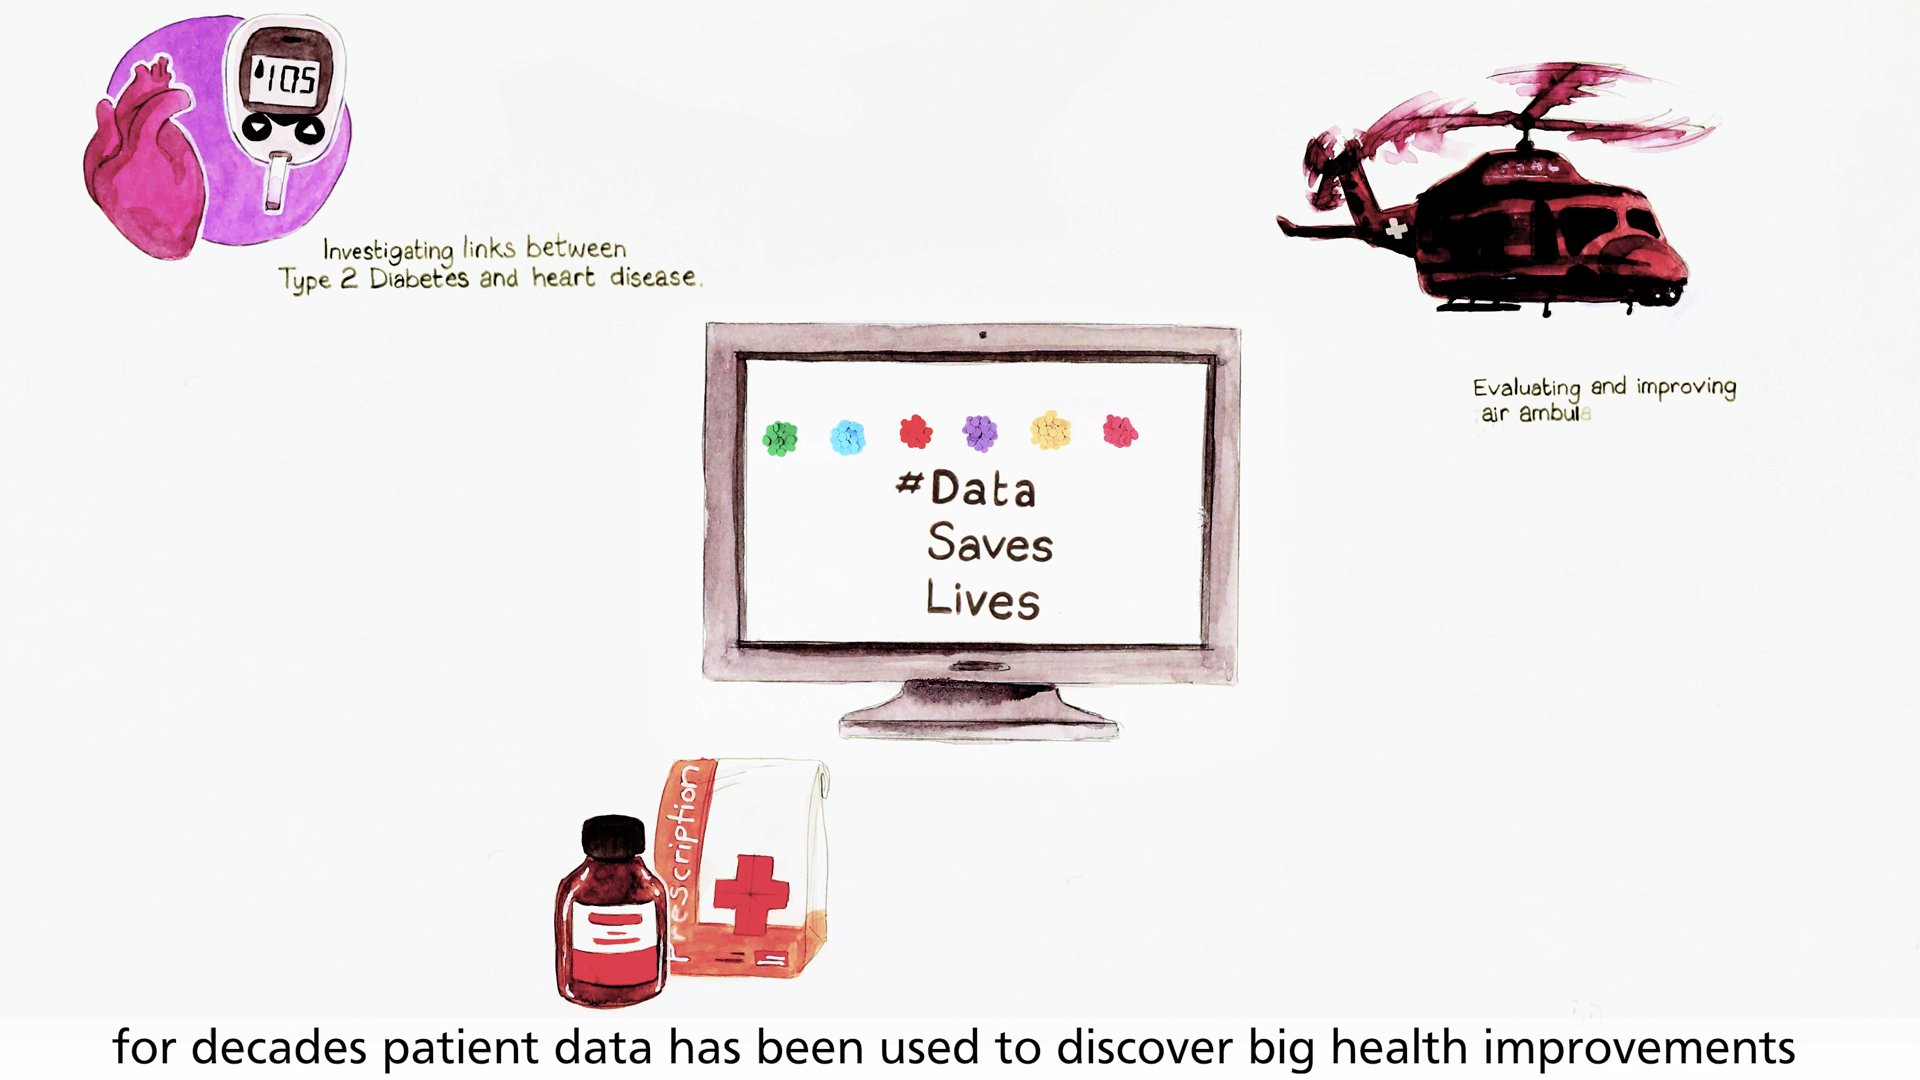 105
Investigating links between
Type 2 Diabetes and heart disease.
Evaluating and improving
air
#Data
Saves
Lives
prescription
for decades patient data has been used to discover big health improvements